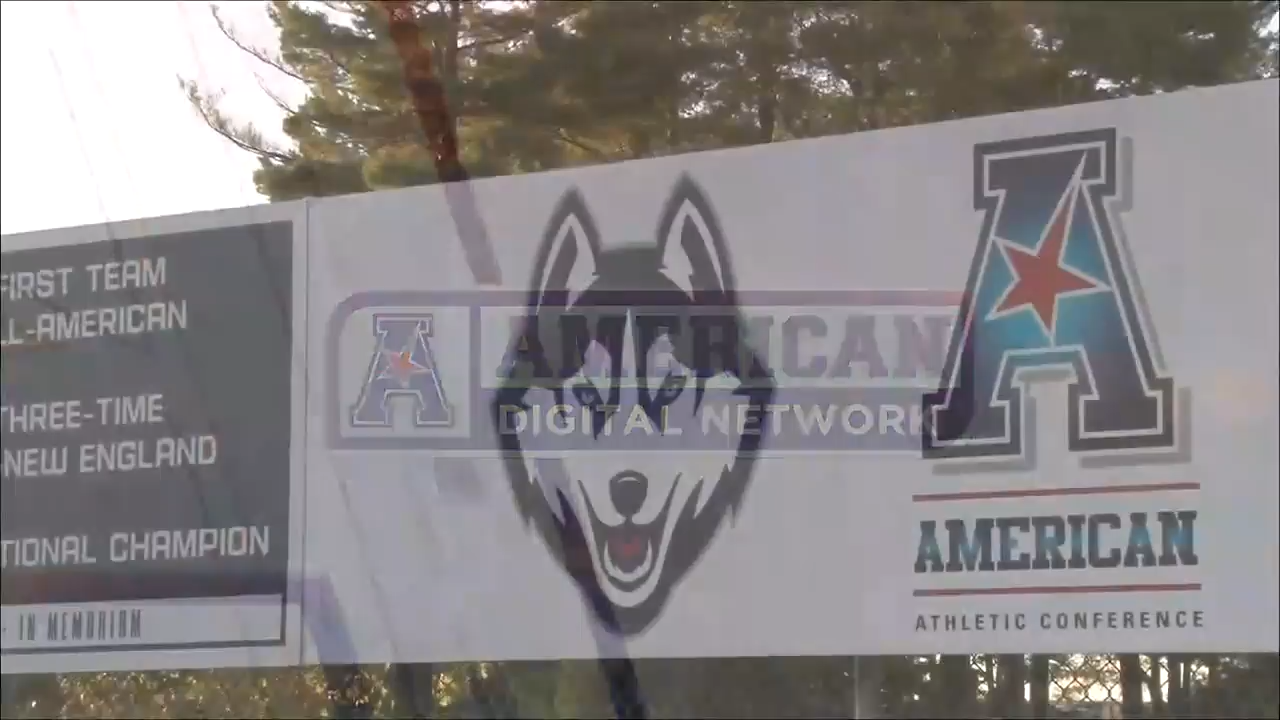 FIRST TEAM
LL-AMERICAN
THREE-TIME
NEW ENGLAND
TIONAL CHAMPION
- IN MEMORIAM
A
AMERICAN
DIGITAL NETWORK
A
AMERICAN
ATHLETIC CONFERENCE